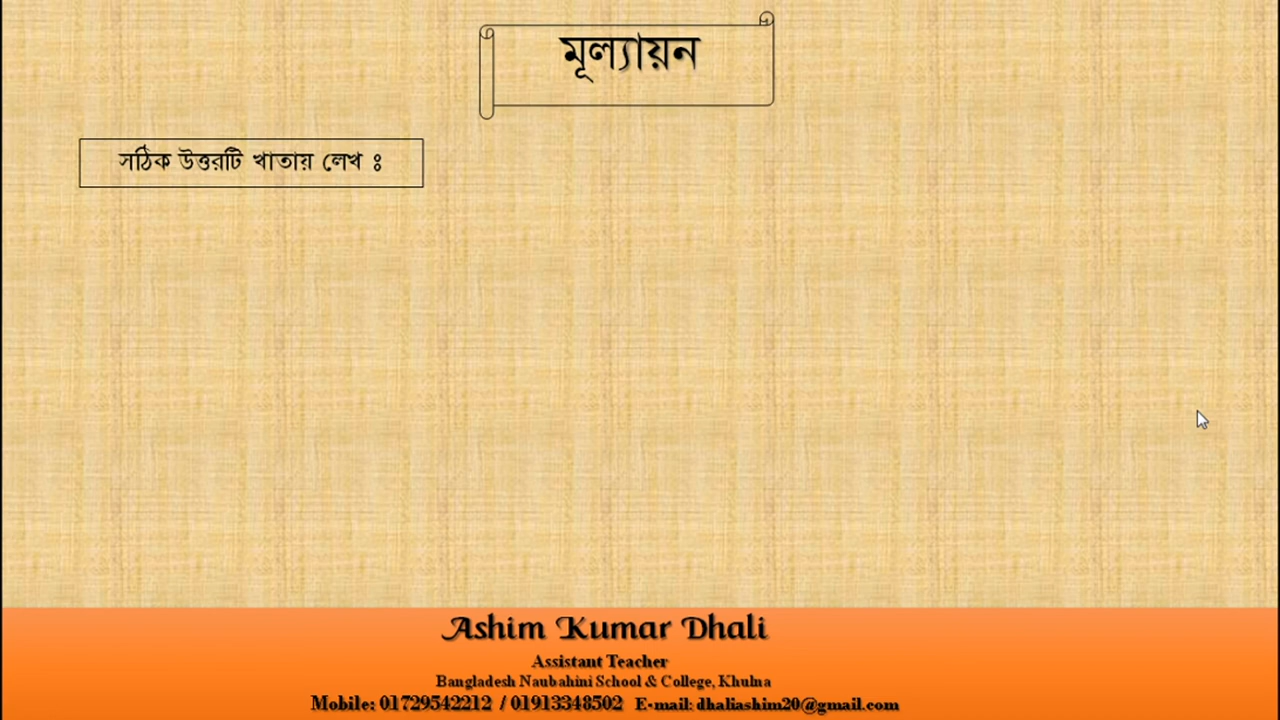 মূল্যায়ন
সঠিক উত্তরটি খাতায় লেখ ঃ
Ashim Kumar Dhali
Assistant Teacher
Bangladesh Naubahini School & College, Khulna
Mobile: 01729542212 / 01913348502 E-mail: dhaliashim20@gmail.com